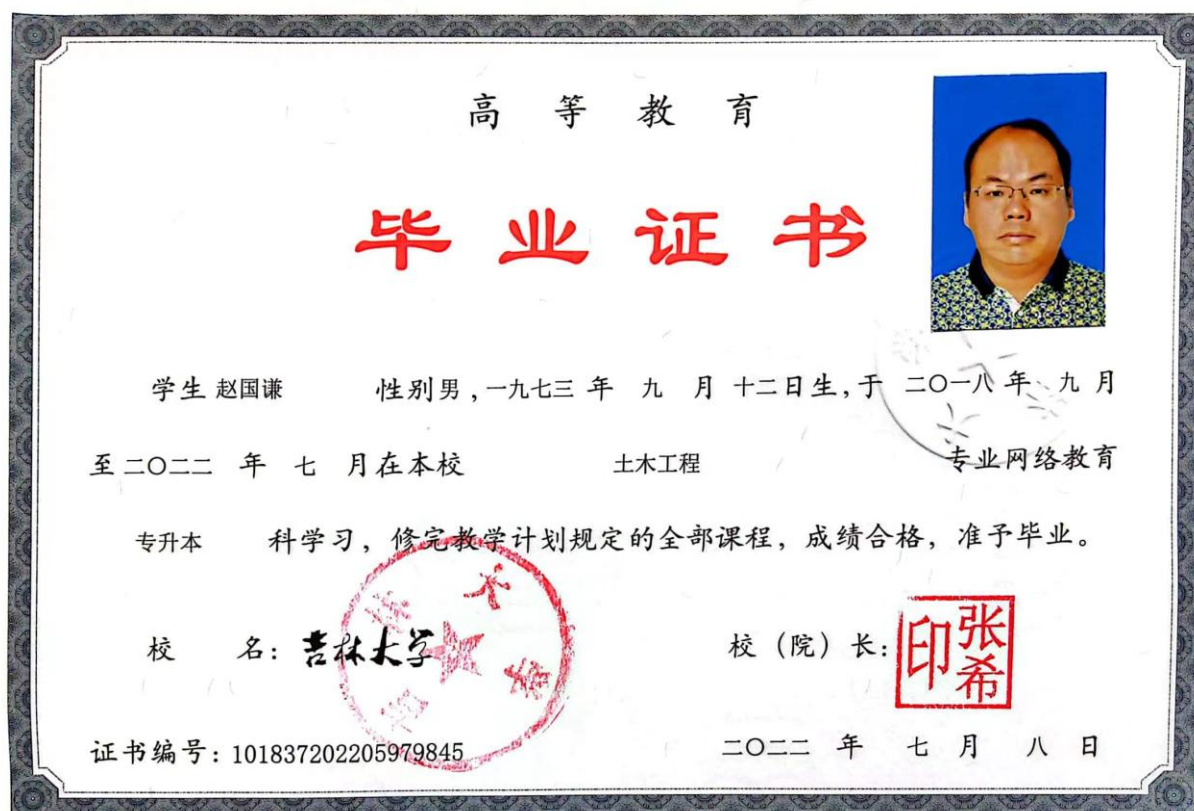 高等教育
毕业证书
学生 赵国谦 性别男，一九七三 年 九 月 十二日生，于 二〇一八 年 九 月
至 二〇二二 年 七 月在本校 土木工程 专业网络教育
专升本 科学习，修完教学计划规定的全部课程，成绩合格，准予毕业。
校 名：吉林大学 校（院）长：张希印
证书编号：101837202205979845 二〇二二 年 七 月 八 日